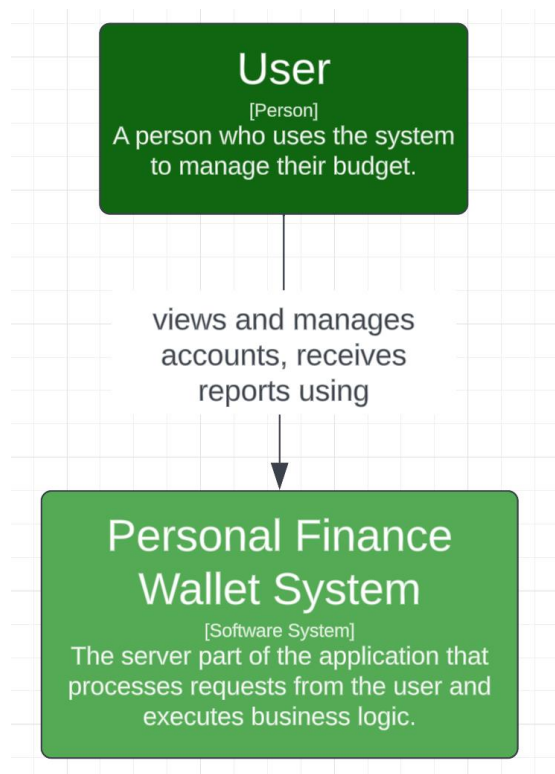 User
[Person]
A person who uses the system
to manage their budget.
views and manages
accounts, receives
reports using
Personal Finance
Wallet System
[Software System]
The server part of the application that
processes requests from the user and
executes business logic.